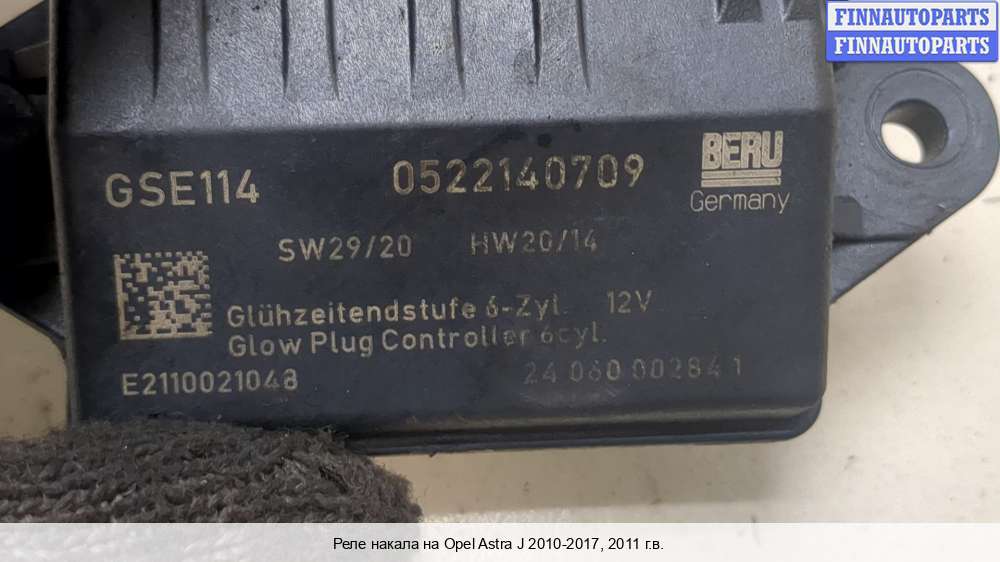 FINNAUTOPARTS
FINNAUTOPARTS
BERU
Germany
GSE114 0522140709
SW29/20 HW20/14
Glühzeitendstufe 6-Zyl. 12V
Glow Plug Controller 6cyl.
E2110021048 24 060 002841
Реле накала на Opel Astra J 2010-2017, 2011 г.в.